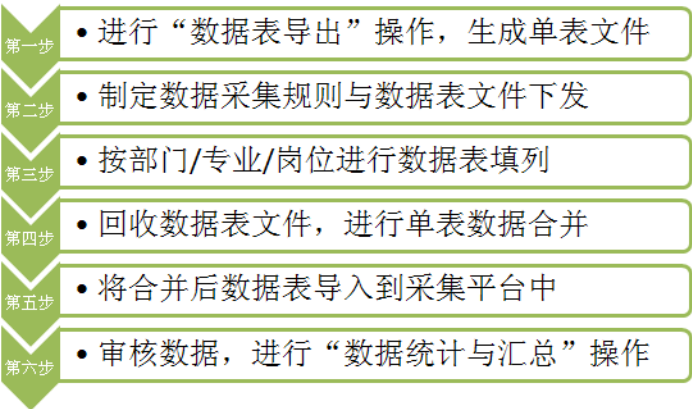 第一步
• 进行“数据表导出”操作，生成单表文件
第二步
• 制定数据采集规则与数据表文件下发
第三步
• 按部门/专业/岗位进行数据表填列
第四步
• 回收数据表文件，进行单表数据合并
第五步
• 将合并后数据表导入到采集平台中
第六步
• 审核数据，进行“数据统计与汇总”操作